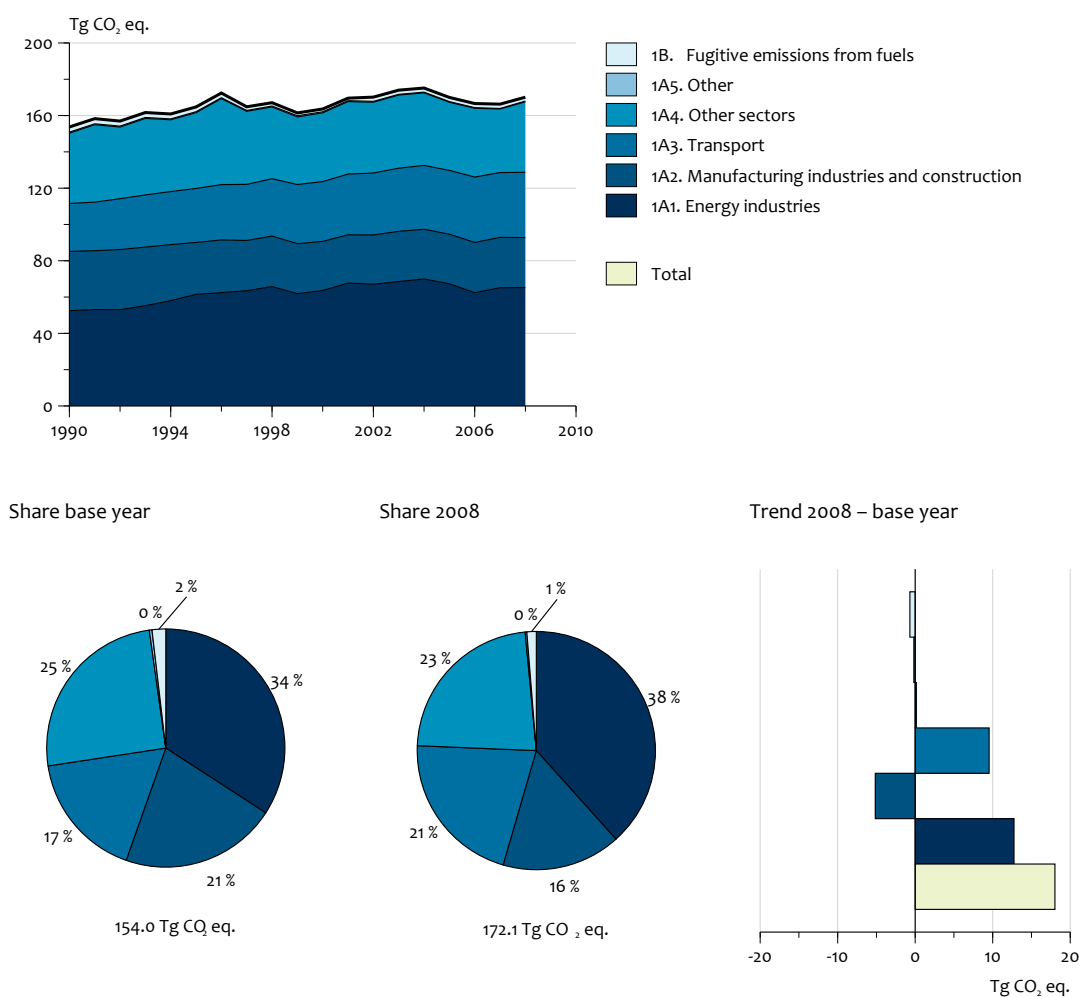 Tg CO₂ eq.
200
160
120
80
40
0
1990
1994
1998
2002
2006
2010
1B. Fugitive emissions from fuels
1A5. Other
1A4. Other sectors
1A3. Transport
1A2. Manufacturing industries and construction
1A1. Energy industries
Total
Share base year
2 %
0 %
25 %
34 %
17 %
21 %
154.0 Tg CO₂ eq.
Share 2008
1 %
0 %
23 %
38 %
21 %
16 %
172.1 Tg CO ₂ eq.
Trend 2008 – base year
-20
-10
0
10
20
Tg CO₂ eq.